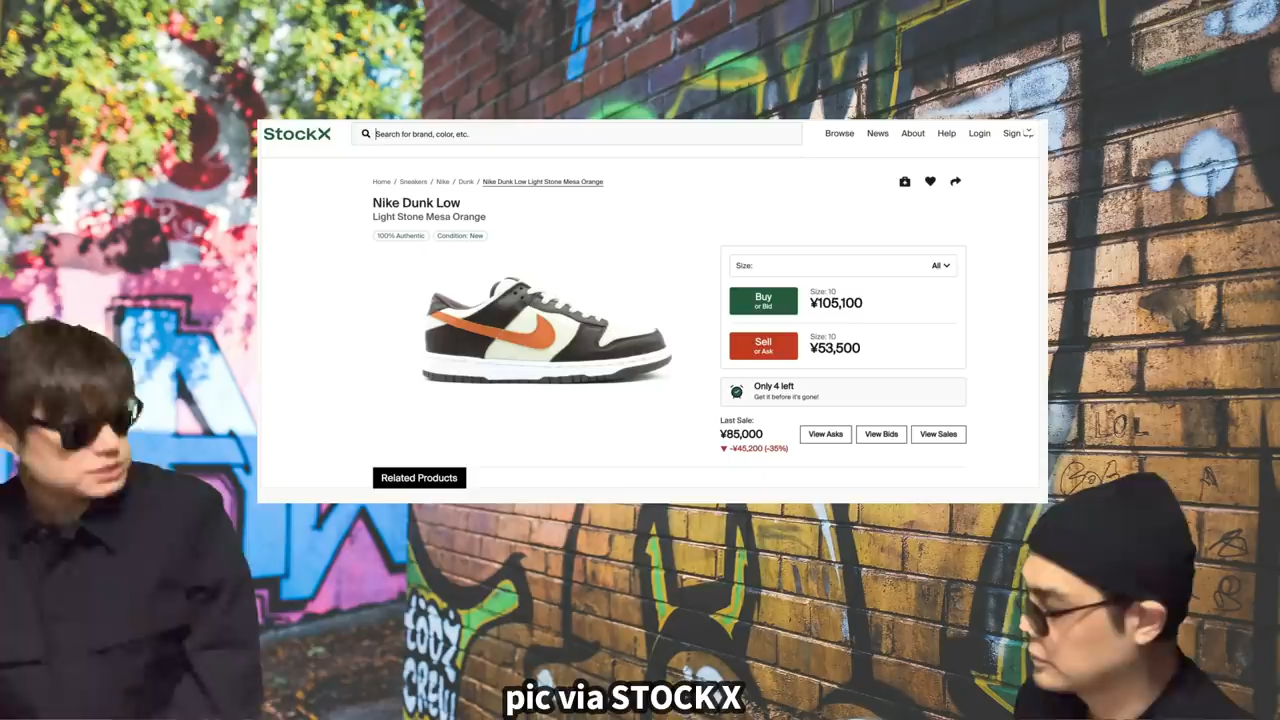 StockX
Search for brand, color, etc.
Browse News About Help Login Sign
Home / Sneakers / Nike / Dunk / Nike Dunk Low Light Stone Mesa Orange
Nike Dunk Low
Light Stone Mesa Orange
100% Authentic Condition: New
Size: All
Buy
or Bid
Size: 10
¥105,100
Sell
or Ask
Size: 10
¥53,500
Only 4 left
Get it before it's gone!
Last Sale:
¥85,000
▼ -¥45,200 (-35%)
View Asks View Bids View Sales
Related Products
LOL
CREW
pic via STOCK X